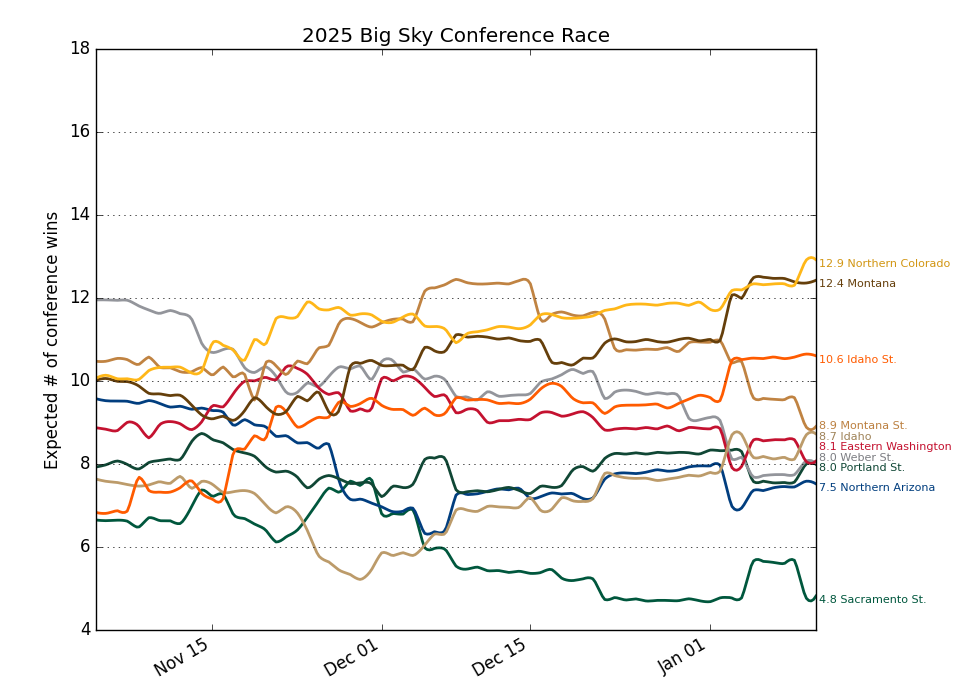 2025 Big Sky Conference Race
Expected # of conference wins
18
16
14
12
10
8
6
4
Nov 15
Dec 01
Dec 15
Jan 01
12.9 Northern Colorado
12.4 Montana
10.6 Idaho St.
8.9 Montana St.
8.7 Idaho
8.1 Eastern Washington
8.0 Weber St.
8.0 Portland St.
7.5 Northern Arizona
4.8 Sacramento St.